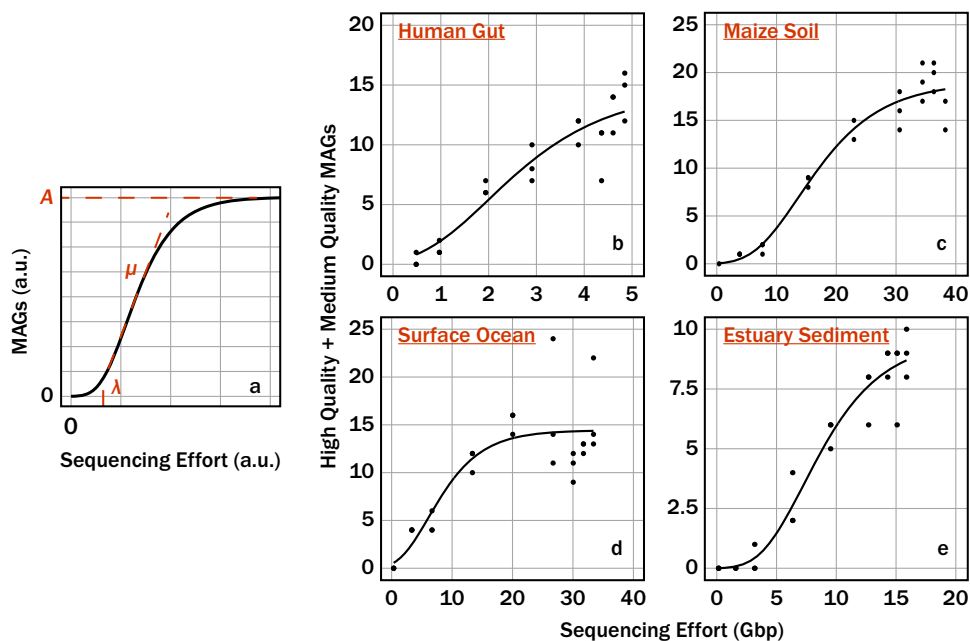 A
μ
λ
a
0
0
MAGs (a.u.)
Sequencing Effort (a.u.)
High Quality + Medium Quality MAGs
Human Gut
20
15
10
5
0
b
0 1 2 3 4 5
Maize Soil
25
20
15
10
5
0
c
0 10 20 30 40
Surface Ocean
25
20
15
10
5
0
d
0 10 20 30 40
Estuary Sediment
10
7.5
5
2.5
0
e
0 5 10 15 20
Sequencing Effort (Gbp)